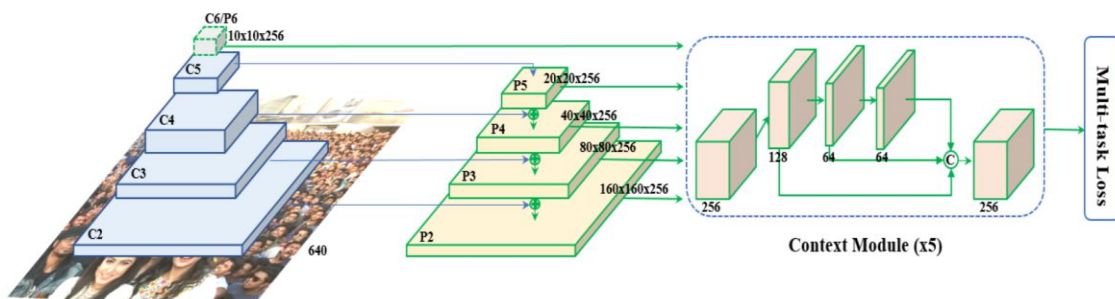 C6/P6
10x10x256
C5
C4
C3
C2
640
P5
20x20x256
P4
40x40x256
P3
80x80x256
P2
160x160x256
256
128
64
64
C
256
Context Module (x5)
Multi-task Loss